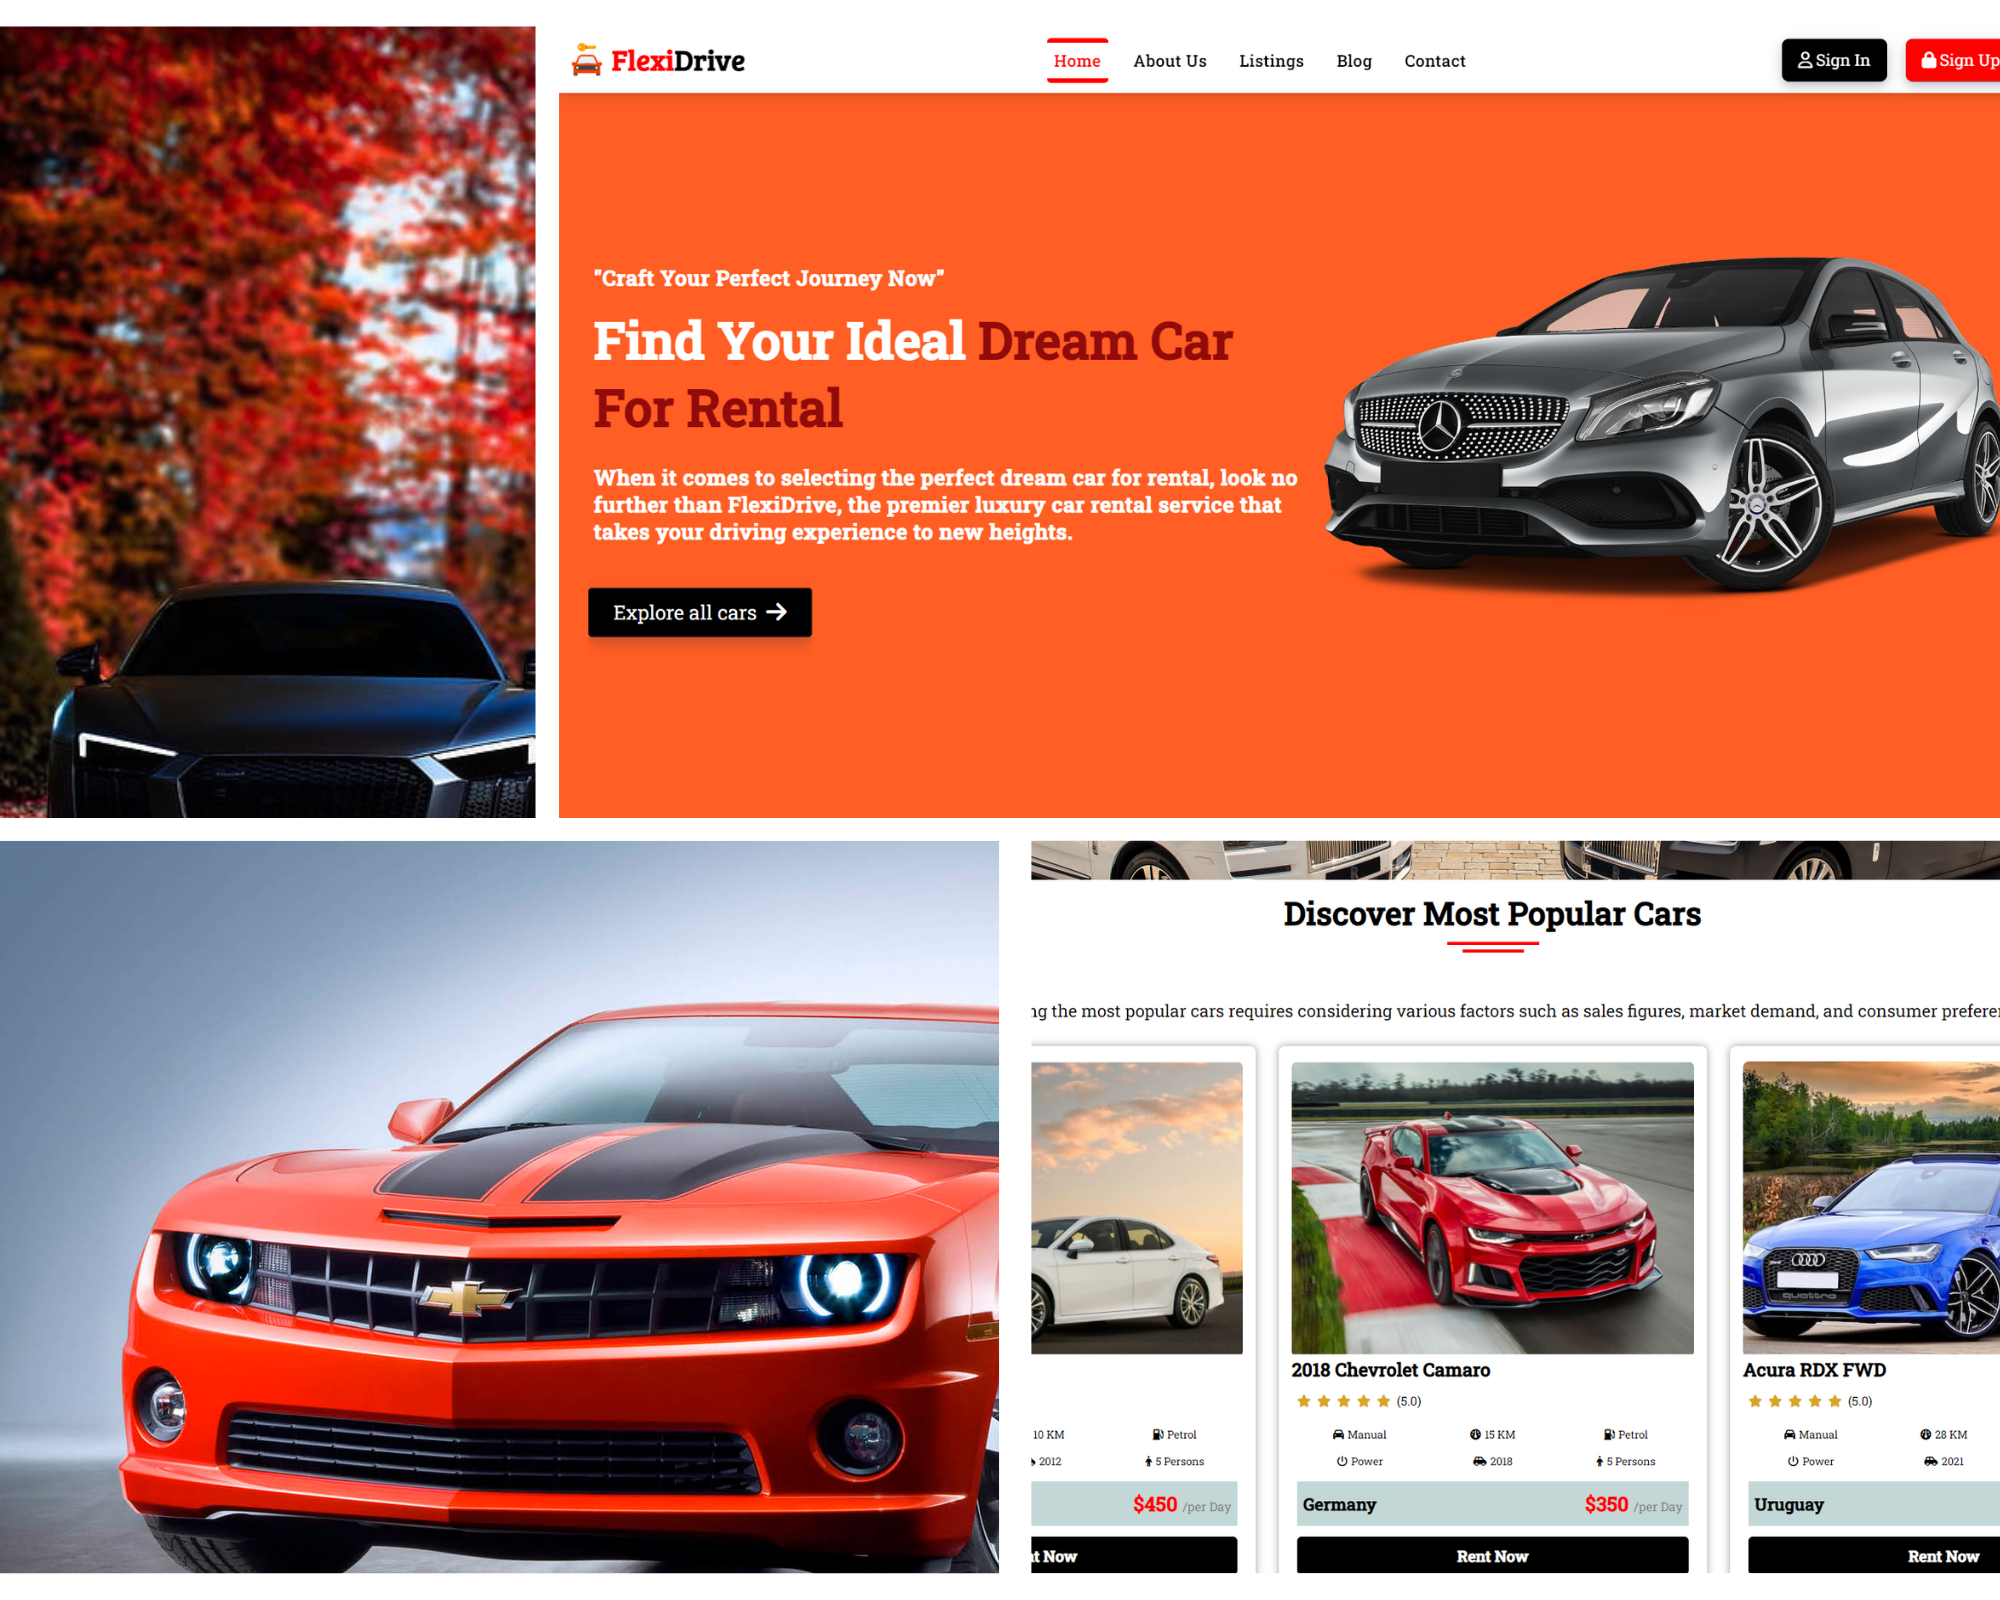 FlexiDrive
Home About Us Listings Blog Contact
Sign In
Sign Up
"Craft Your Perfect Journey Now"
Find Your Ideal Dream Car
For Rental
When it comes to selecting the perfect dream car for rental, look no
further than FlexiDrive, the premier luxury car rental service that
takes your driving experience to new heights.
Explore all cars
Discover Most Popular Cars
the most popular cars requires considering various factors such as sales figures, market demand, and consumer
10 KM Petrol
2012 5 Persons
$450 /per Day
Now
2018 Chevrolet Camaro
(5.0)
Manual 15 KM Petrol
Power 2018 5 Persons
Germany $350 /per Day
Rent Now
quattro
Acura RDX FWD
(5.0)
Manual 28 KM
Power 2021
Uruguay
Rent Now